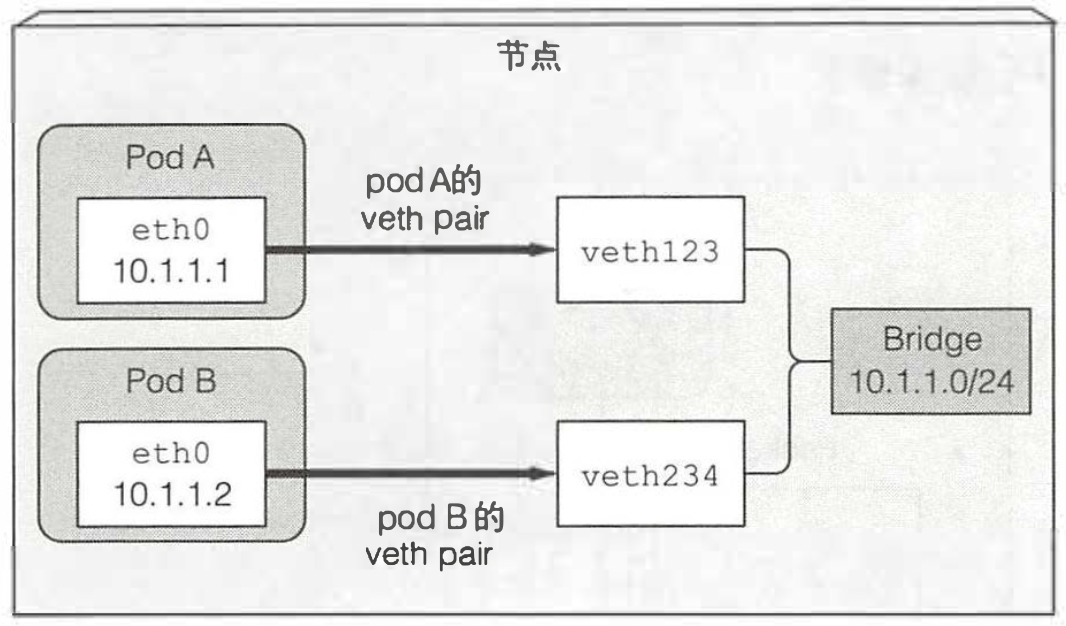 节点
Pod A
eth0
10.1.1.1
pod A的
veth pair
veth123
Pod B
eth0
10.1.1.2
pod B的
veth pair
veth234
Bridge
10.1.1.0/24